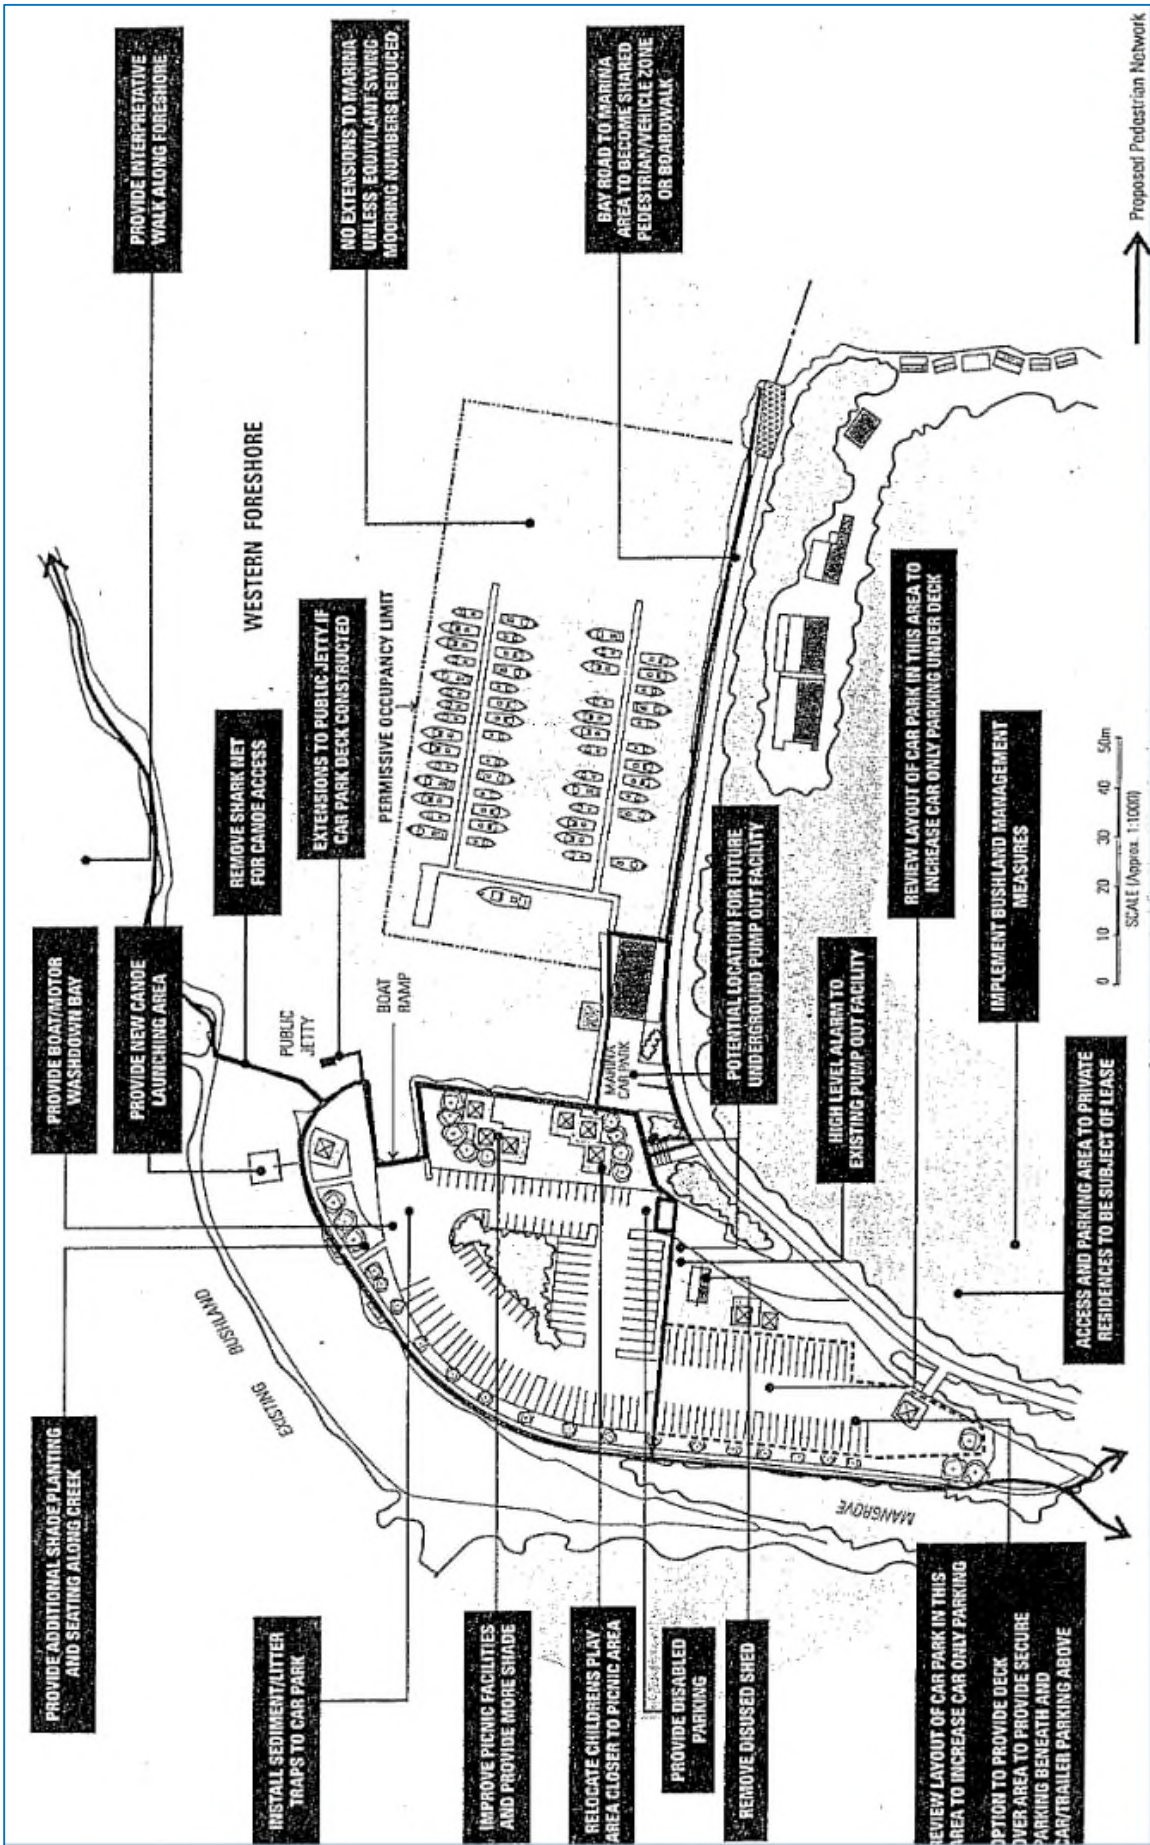 PROVIDE ADDITIONAL SHADE PLANTING
AND SEATING ALONG CREEK
PROVIDE BOAT/MOTOR
WASHDOWN BAY
PROVIDE NEW CANOE
LAUNCHING AREA
PROVIDE INTERPRETATIVE
WALK ALONG FORESHORE
REMOVE SHARK NET
FOR CANOE ACCESS
WESTERN FORESHORE
EXTENSIONS TO PUBLIC JETTY IF
CAR PARK DECK CONSTRUCTED
NO EXTENSIONS TO MARINA
UNLESS EQUIVILANT SWING
MOORING NUMBERS REDUCED
PERMISSIVE OCCUPANCY LIMIT
BAY ROAD TO MARINA
AREA TO BECOME SHARED
PEDESTRIAN/VEHICLE ZONE
OR BOARDWALK
EXISTING
BUSHLAND
PUBLIC
JETTY
BOAT
RAMP
MARINA
CARPARK
MANGROVE
INSTALL SEDIMENT/LITTER
TRAPS TO CAR PARK
IMPROVE PICNIC FACILITIES
AND PROVIDE MORE SHADE
RELOCATE CHILDRENS PLAY
AREA CLOSER TO PICNIC AREA
PROVIDE DISABLED
PARKING
REMOVE DISUSED SHED
EVIEW LAYOUT OF CAR PARK IN THIS
REA TO INCREASE CAR ONLY PARKING
PTION TO PROVIDE DECK
VER AREA TO PROVIDE SECURE
ARKING BENEATH AND
CAR/TRAILER PARKING ABOVE
POTENTIAL LOCATION FOR FUTURE
UNDERGROUND PUMP OUT FACILITY
HIGH LEVEL ALARM TO
EXISTING PUMP OUT FACILITY
REVIEW LAYOUT OF CAR PARK IN THIS AREA TO
INCREASE CAR ONLY PARKING UNDER DECK
IMPLEMENT BUSHLAND MANAGEMENT
MEASURES
ACCESS AND PARKING AREA TO PRIVATE
RESIDENCES TO BE SUBJECT OF LEASE
0 10 20 30 40 50m
SCALE (Approx. 1:1000)
Proposed Pedestrian Network